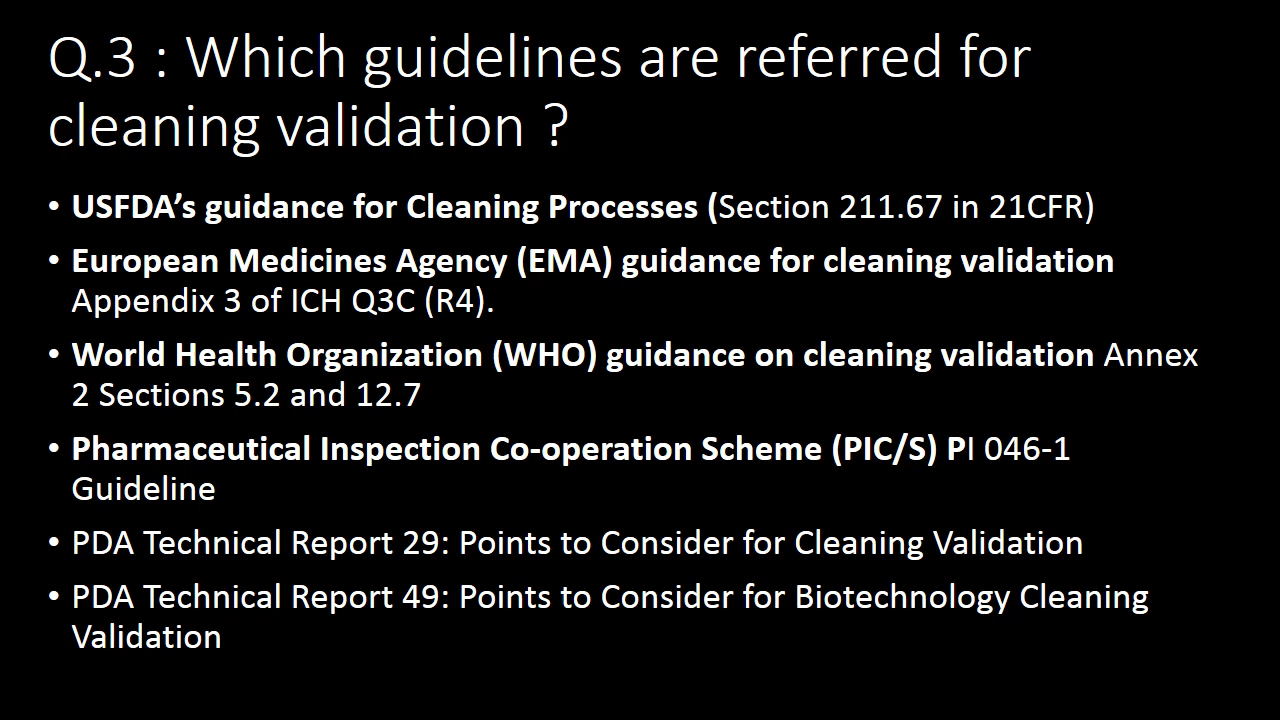 Q.3 : Which guidelines are referred for
cleaning validation ?
• USFDA’s guidance for Cleaning Processes (Section 211.67 in 21CFR)
• European Medicines Agency (EMA) guidance for cleaning validation
Appendix 3 of ICH Q3C (R4).
• World Health Organization (WHO) guidance on cleaning validation Annex
2 Sections 5.2 and 12.7
• Pharmaceutical Inspection Co-operation Scheme (PIC/S) PI 046-1
Guideline
• PDA Technical Report 29: Points to Consider for Cleaning Validation
• PDA Technical Report 49: Points to Consider for Biotechnology Cleaning
Validation